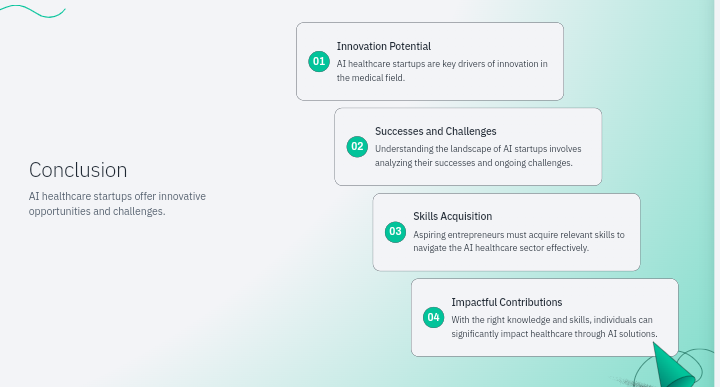 Conclusion
AI healthcare startups offer innovative
opportunities and challenges.
01
Innovation Potential
AI healthcare startups are key drivers of innovation in
the medical field.
02
Successes and Challenges
Understanding the landscape of AI startups involves
analyzing their successes and ongoing challenges.
03
Skills Acquisition
Aspiring entrepreneurs must acquire relevant skills to
navigate the AI healthcare sector effectively.
04
Impactful Contributions
With the right knowledge and skills, individuals can
significantly impact healthcare through AI solutions.